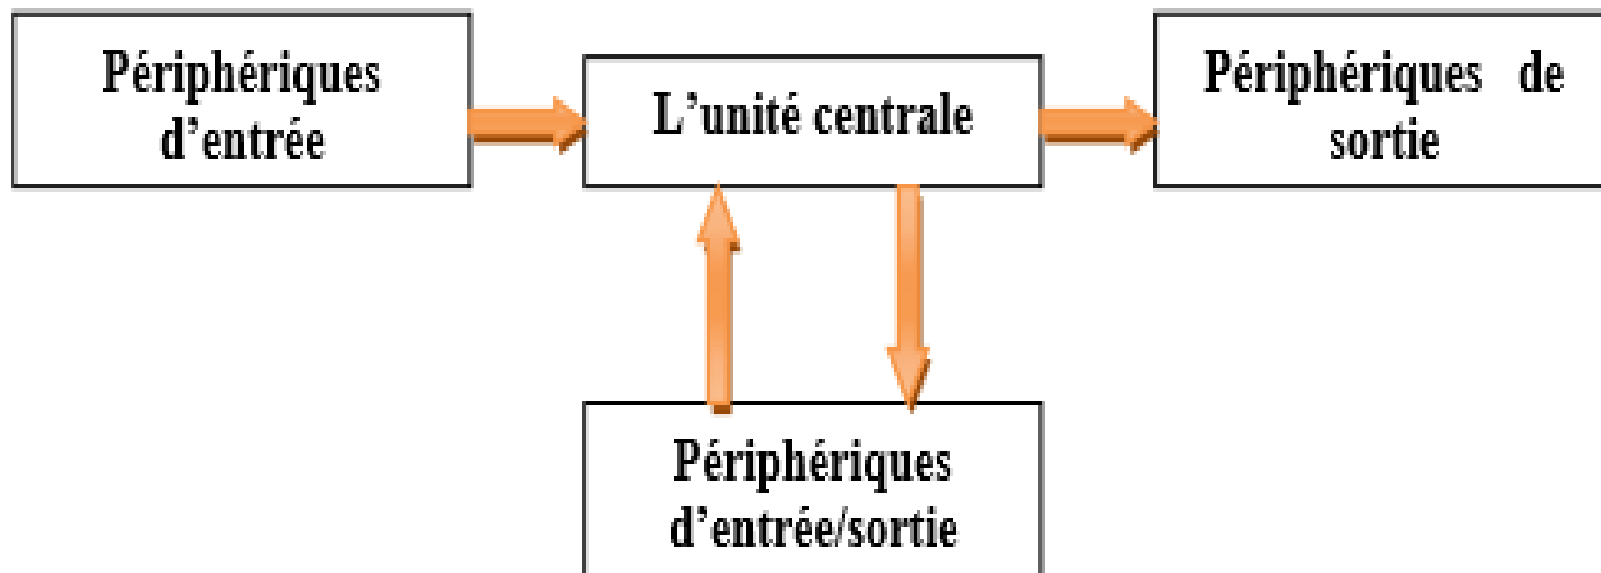 Périphériques
d’entrée
L’unité centrale
Périphériques de
sortie
Périphériques
d’entrée/sortie